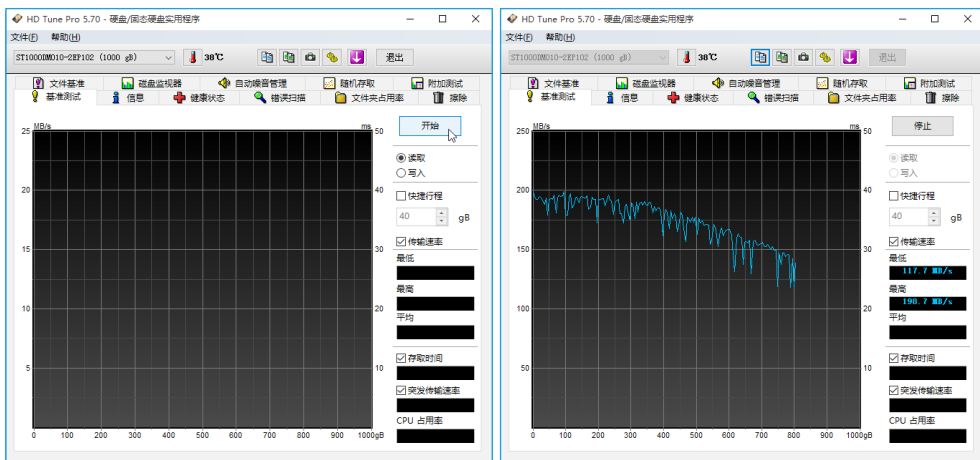 HD Tune Pro 5.70 - 硬盘/固态硬盘实用程序
文件(F) 帮助(H)
ST1000DM010-2EP102 (1000 gB)
38℃
退出
文件基准 磁盘监视器 自动噪音管理 随机存取 附加测试
基准测试 信息 健康状态 错误扫描 文件夹占用率 擦除
MB/s
ms
25
20
15
10
5
50
40
30
20
10
0 100 200 300 400 500 600 700 800 900 1000gB
开始
读取
写入
快捷行程
40 gB
传输速率
最低
最高
平均
存取时间
突发传输速率
CPU 占用率
HD Tune Pro 5.70 - 硬盘/固态硬盘实用程序
文件(F) 帮助(H)
ST1000DM010-2EP102 (1000 gB)
38℃
退出
文件基准 磁盘监视器 自动噪音管理 随机存取 附加测试
基准测试 信息 健康状态 错误扫描 文件夹占用率 擦除
MB/s
ms
250
200
150
100
50
50
40
30
20
10
0 100 200 300 400 500 600 700 800 900 1000gB
停止
读取
写入
快捷行程
40 gB
传输速率
最低
117.7 MB/s
最高
198.7 MB/s
平均
存取时间
突发传输速率
CPU 占用率